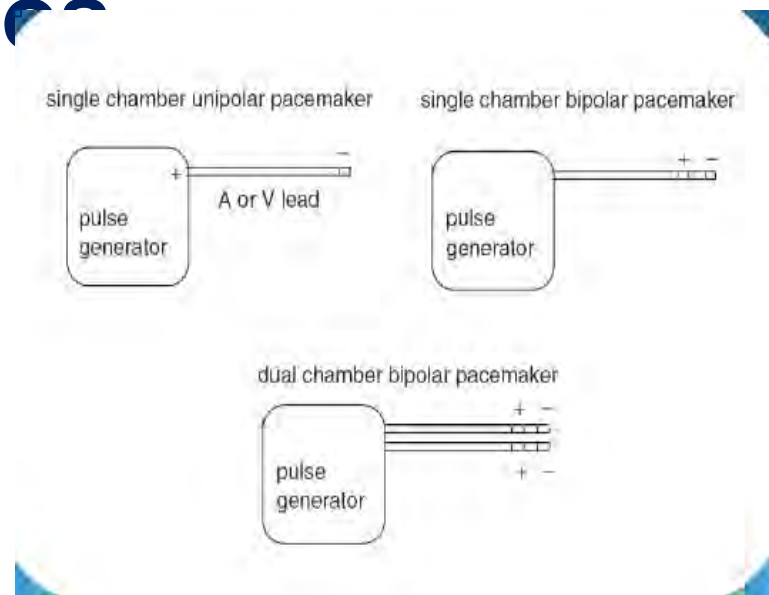 single chamber unipolar pacemaker
single chamber bipolar pacemaker
+
−
A or V lead
pulse
generator
+ −
pulse
generator
dual chamber bipolar pacemaker
+ −
pulse
generator
+ −